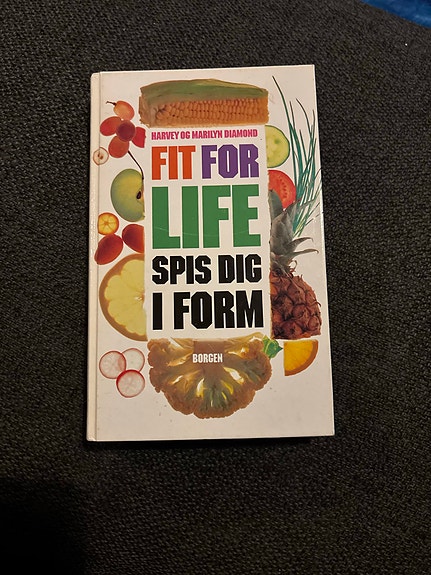 HARVEY OG MARILYN DIAMOND
FIT FOR
LIFE
SPIS DIG
I FORM
BORGEN